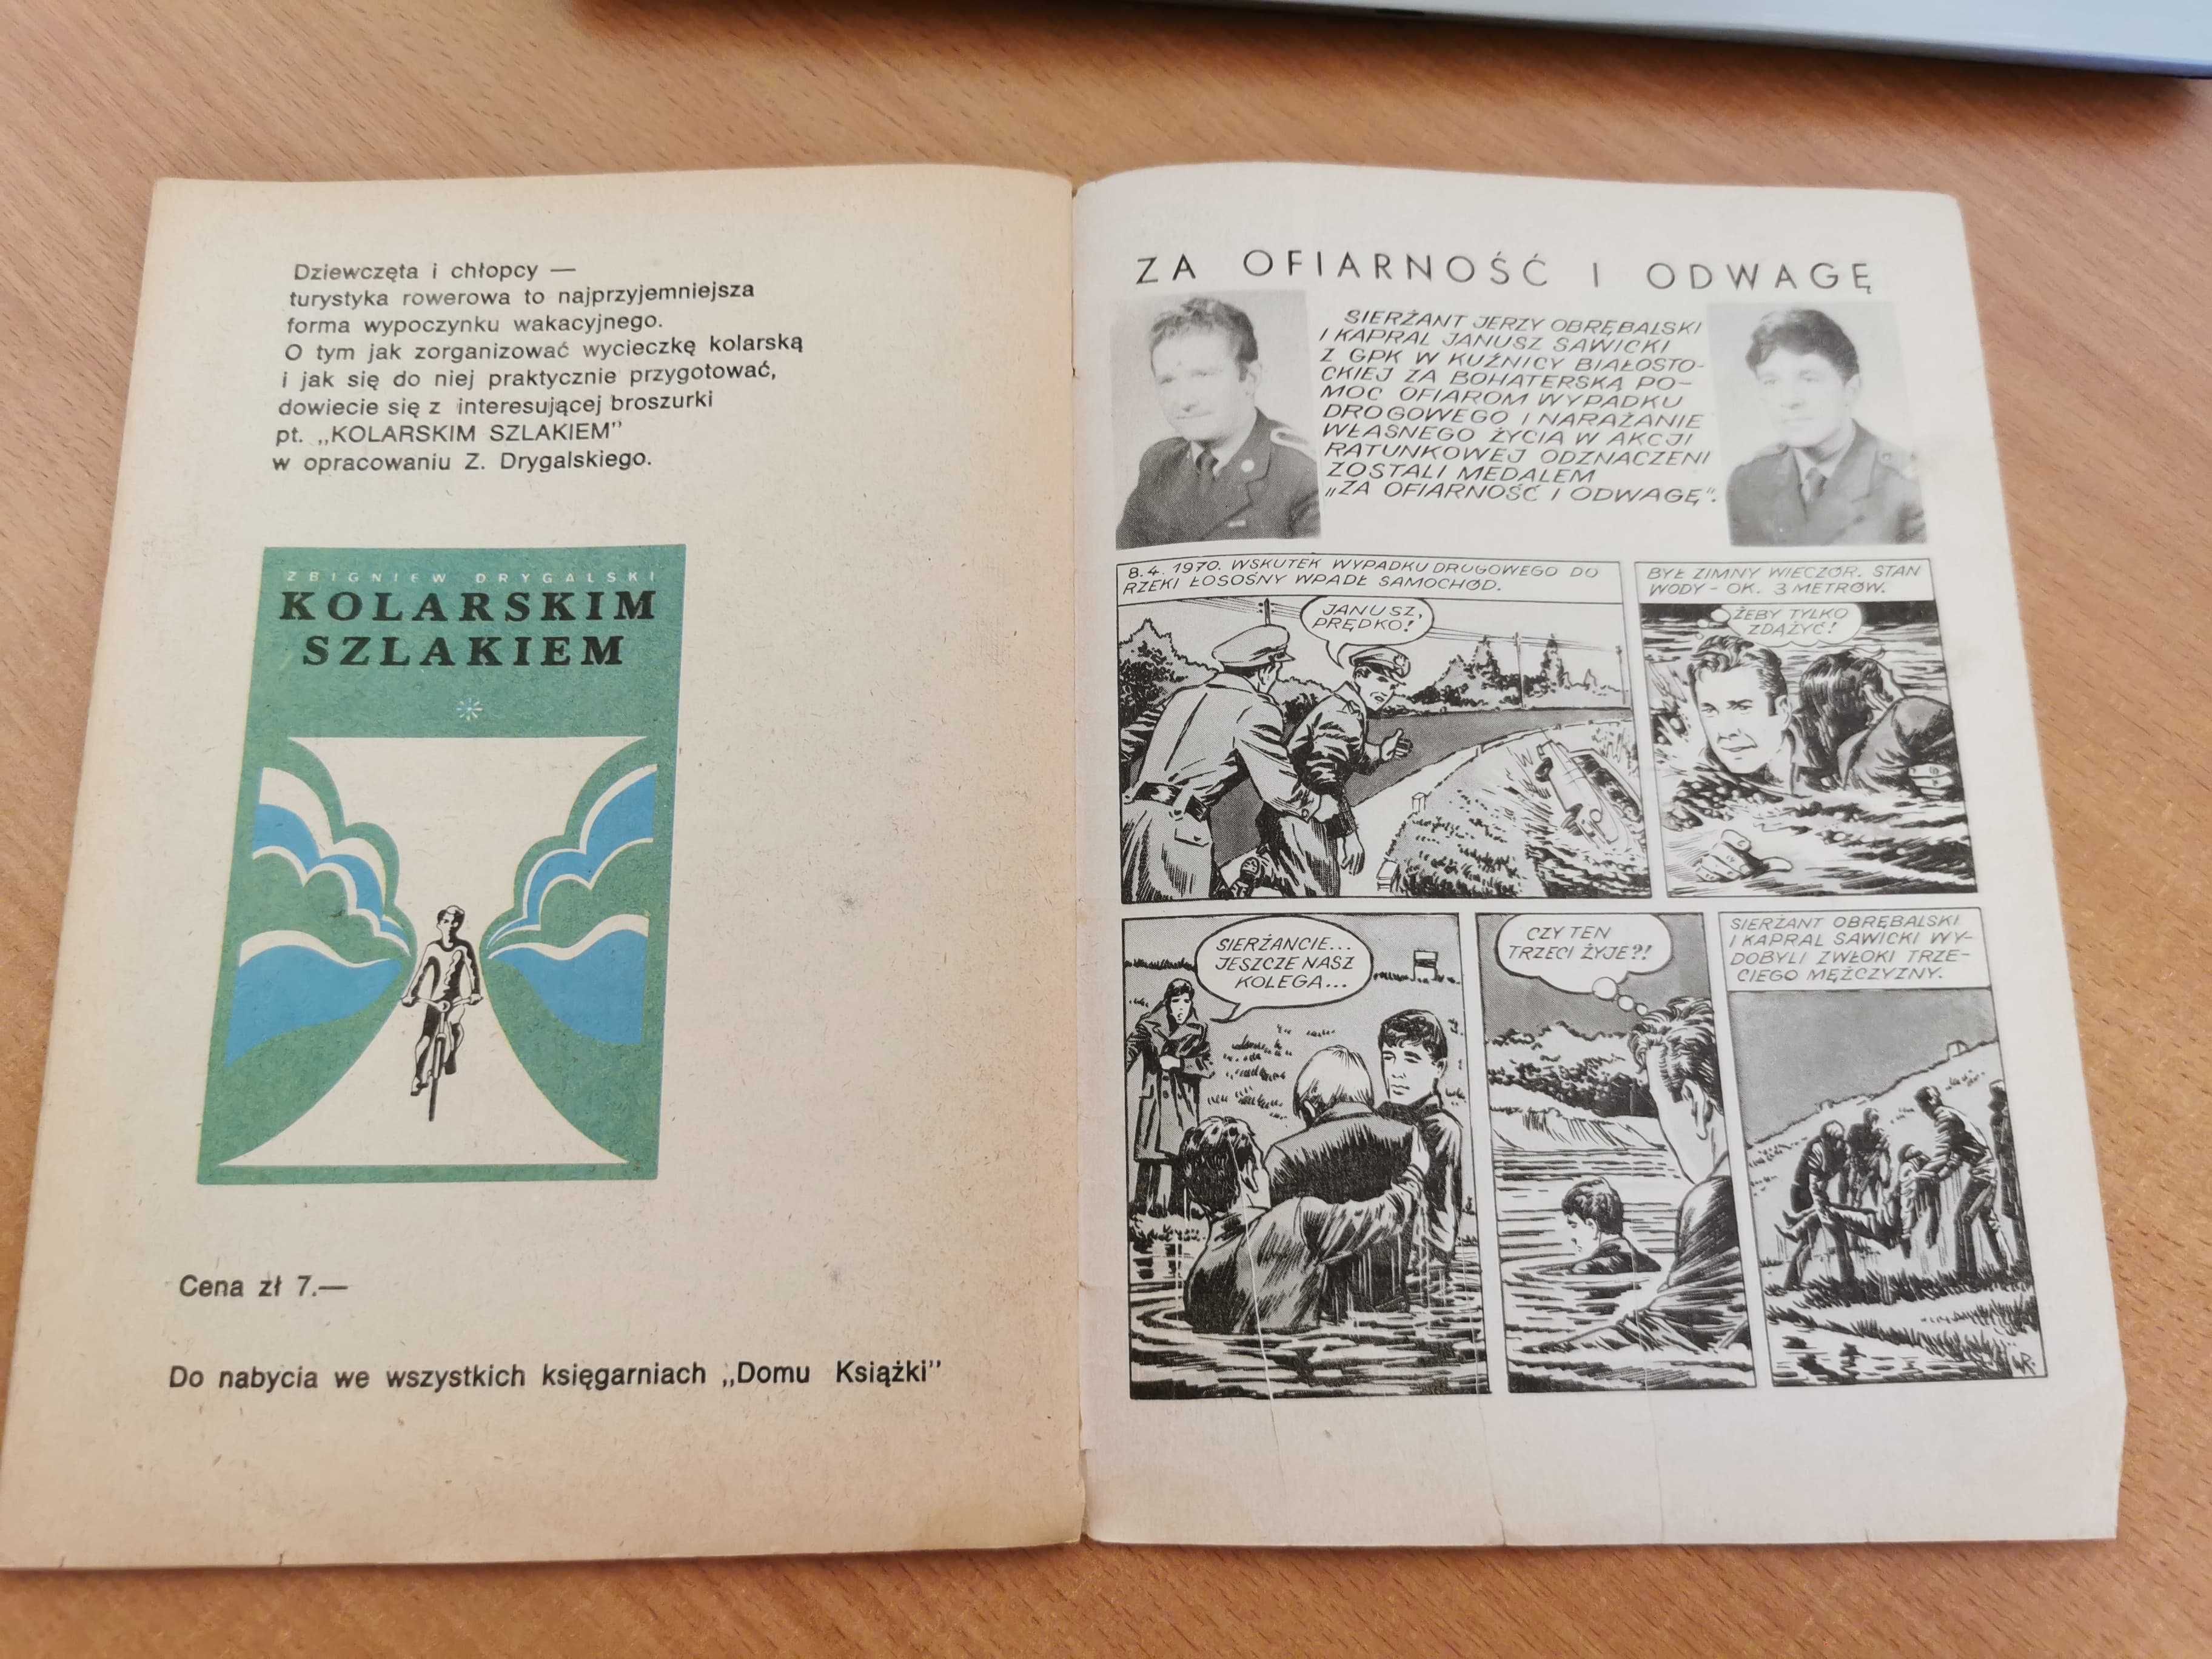 Dziewczęta i chłopcy —
turystyka rowerowa to najprzyjemniejsza
forma wypoczynku wakacyjnego.
O tym jak zorganizować wycieczkę kolarską
i jak się do niej praktycznie przygotować,
dowiecie się z interesującej broszurki
pt. „KOLARSKIM SZLAKIEM”
w opracowaniu Z. Drygalskiego.
ZBIGNIEW DRYGALSKI
KOLARSKIM
SZLAKIEM
Cena zł 7.—
Do nabycia we wszystkich księgarniach „Domu Książki”
ZA OFIARNOŚĆ I ODWAGĘ
SIERŻANT JERZY OBRĘBALSKI
I KAPRAL JANUSZ SAWICKI
Z GPK W KUŹNICY BIAŁOSTO-
CKIEJ ZA BOHATERSKĄ PO-
MOC OFIAROM WYPADKU
DROGOWEGO I NARAŻANIE
WŁASNEGO ŻYCIA W AKCJI
RATUNKOWEJ ODZNACZENI
ZOSTALI MEDALEM
„ZA OFIARNOŚĆ I ODWAGĘ”.
8.4.1970. WSKUTEK WYPADKU DROGOWEGO DO
RZEKI ŁOSOŚNY WPADŁ SAMOCHÓD.
JANUSZ,
PRĘDKO!
BYŁ ZIMNY WIECZÓR. STAN
WODY - OK. 3 METRÓW.
ŻEBY TYLKO
ZDĄŻYĆ!
SIERŻANCIE...
JESZCZE NASZ
KOLEGA...
CZY TEN
TRZECI ŻYJE?!
SIERŻANT OBRĘBALSKI
I KAPRAL SAWICKI WY-
DOBYLI ZWŁOKI TRZE-
CIEGO MĘŻCZYZNY.